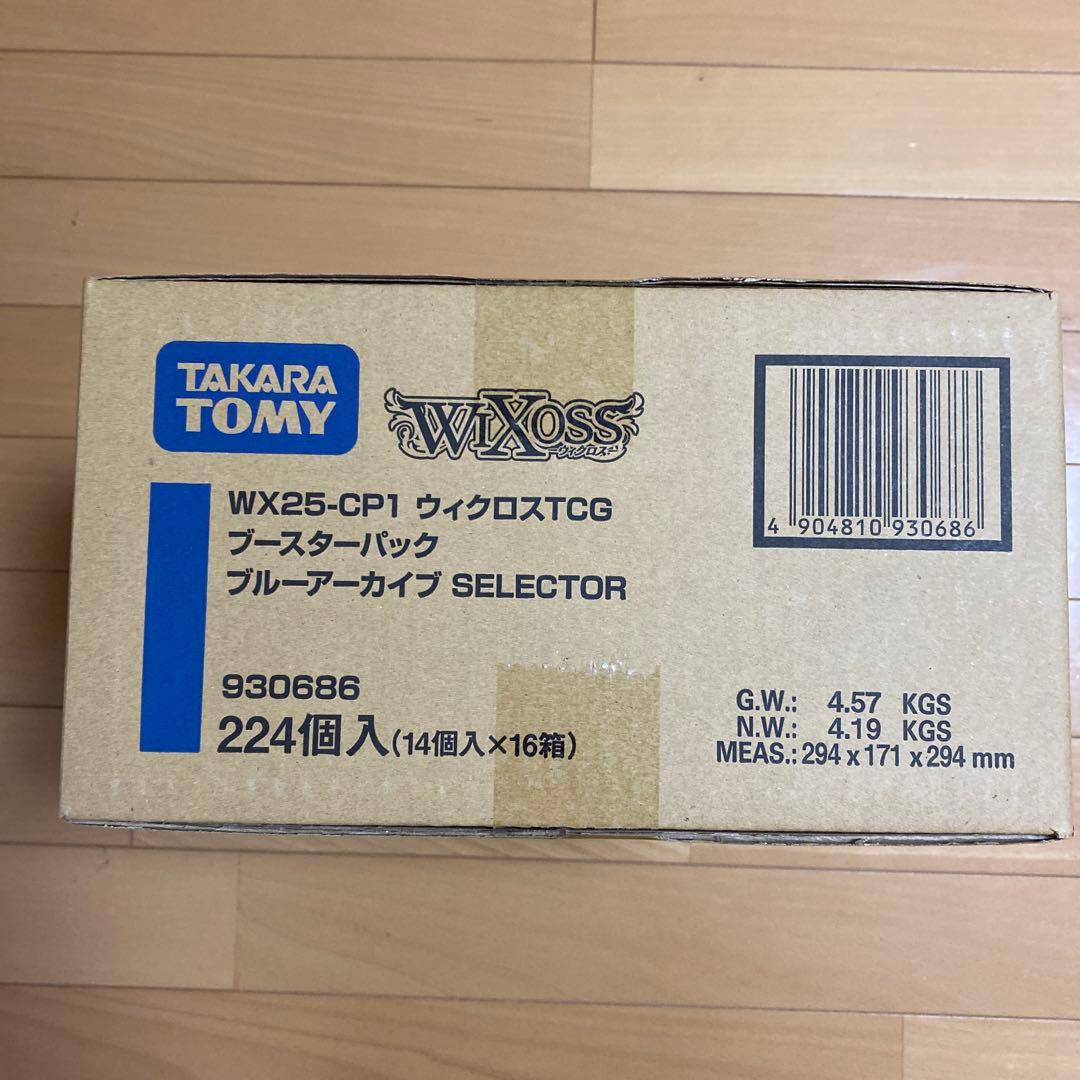 TAKARA
TOMY
WIXOSS
ーウィクロスー
WX25-CP1 ウィクロスTCG
ブースターパック
ブルーアーカイブ SELECTOR
4 904810 930686
930686
224個入(14個入×16箱)
G.W.: 4.57 KGS
N.W.: 4.19 KGS
MEAS.: 294 x 171 x 294 mm